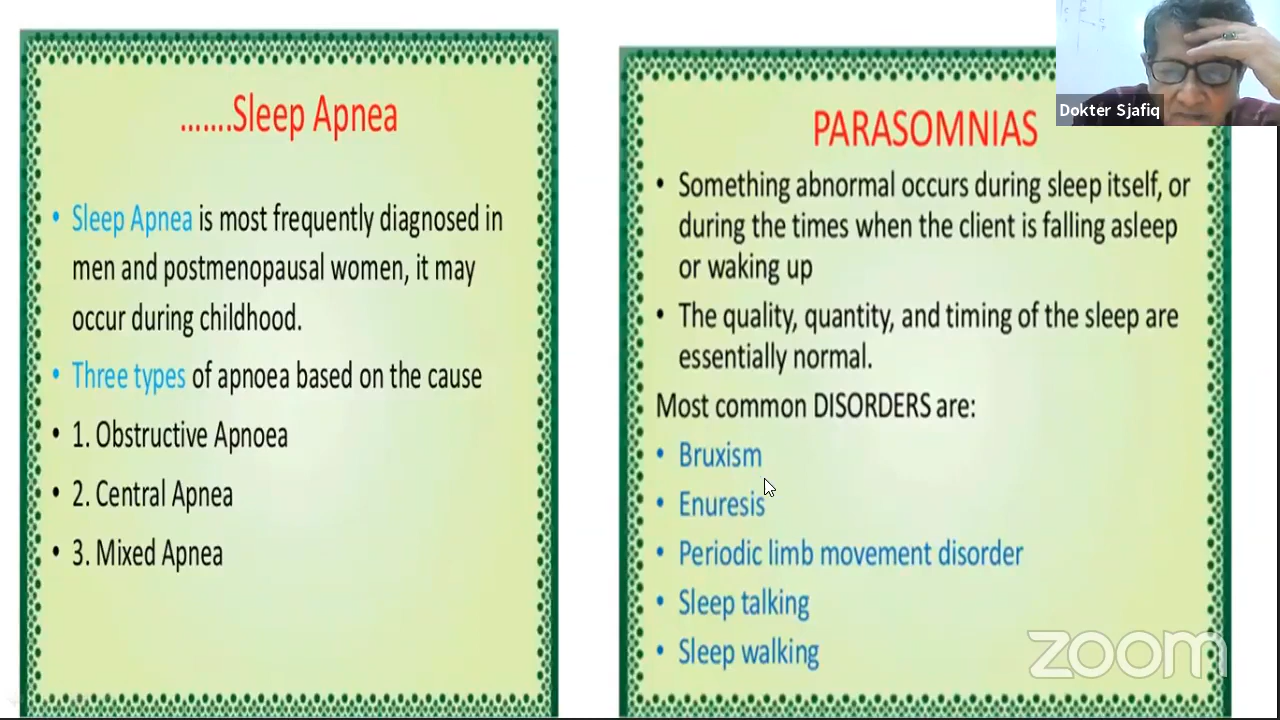 …….Sleep Apnea
• Sleep Apnea is most frequently diagnosed in
men and postmenopausal women, it may
occur during childhood.
• Three types of apnoea based on the cause
• 1. Obstructive Apnoea
• 2. Central Apnea
• 3. Mixed Apnea
PARASOMNIAS
• Something abnormal occurs during sleep itself, or
during the times when the client is falling asleep
or waking up
• The quality, quantity, and timing of the sleep are
essentially normal.
Most common DISORDERS are:
• Bruxism
• Enuresis
• Periodic limb movement disorder
• Sleep talking
• Sleep walking
Dokter Sjafiq
zoom